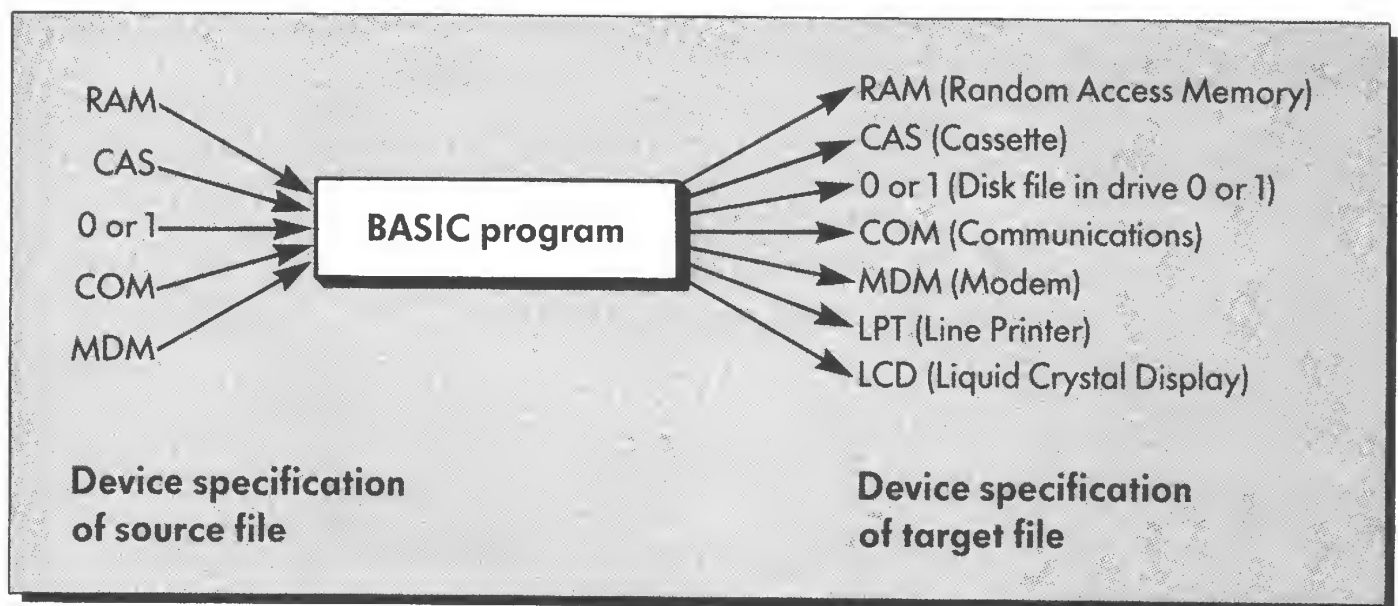 RAM
CAS
0 or 1
COM
MDM
BASIC program
RAM (Random Access Memory)
CAS (Cassette)
0 or 1 (Disk file in drive 0 or 1)
COM (Communications)
MDM (Modem)
LPT (Line Printer)
LCD (Liquid Crystal Display)
Device specification
of source file
Device specification
of target file